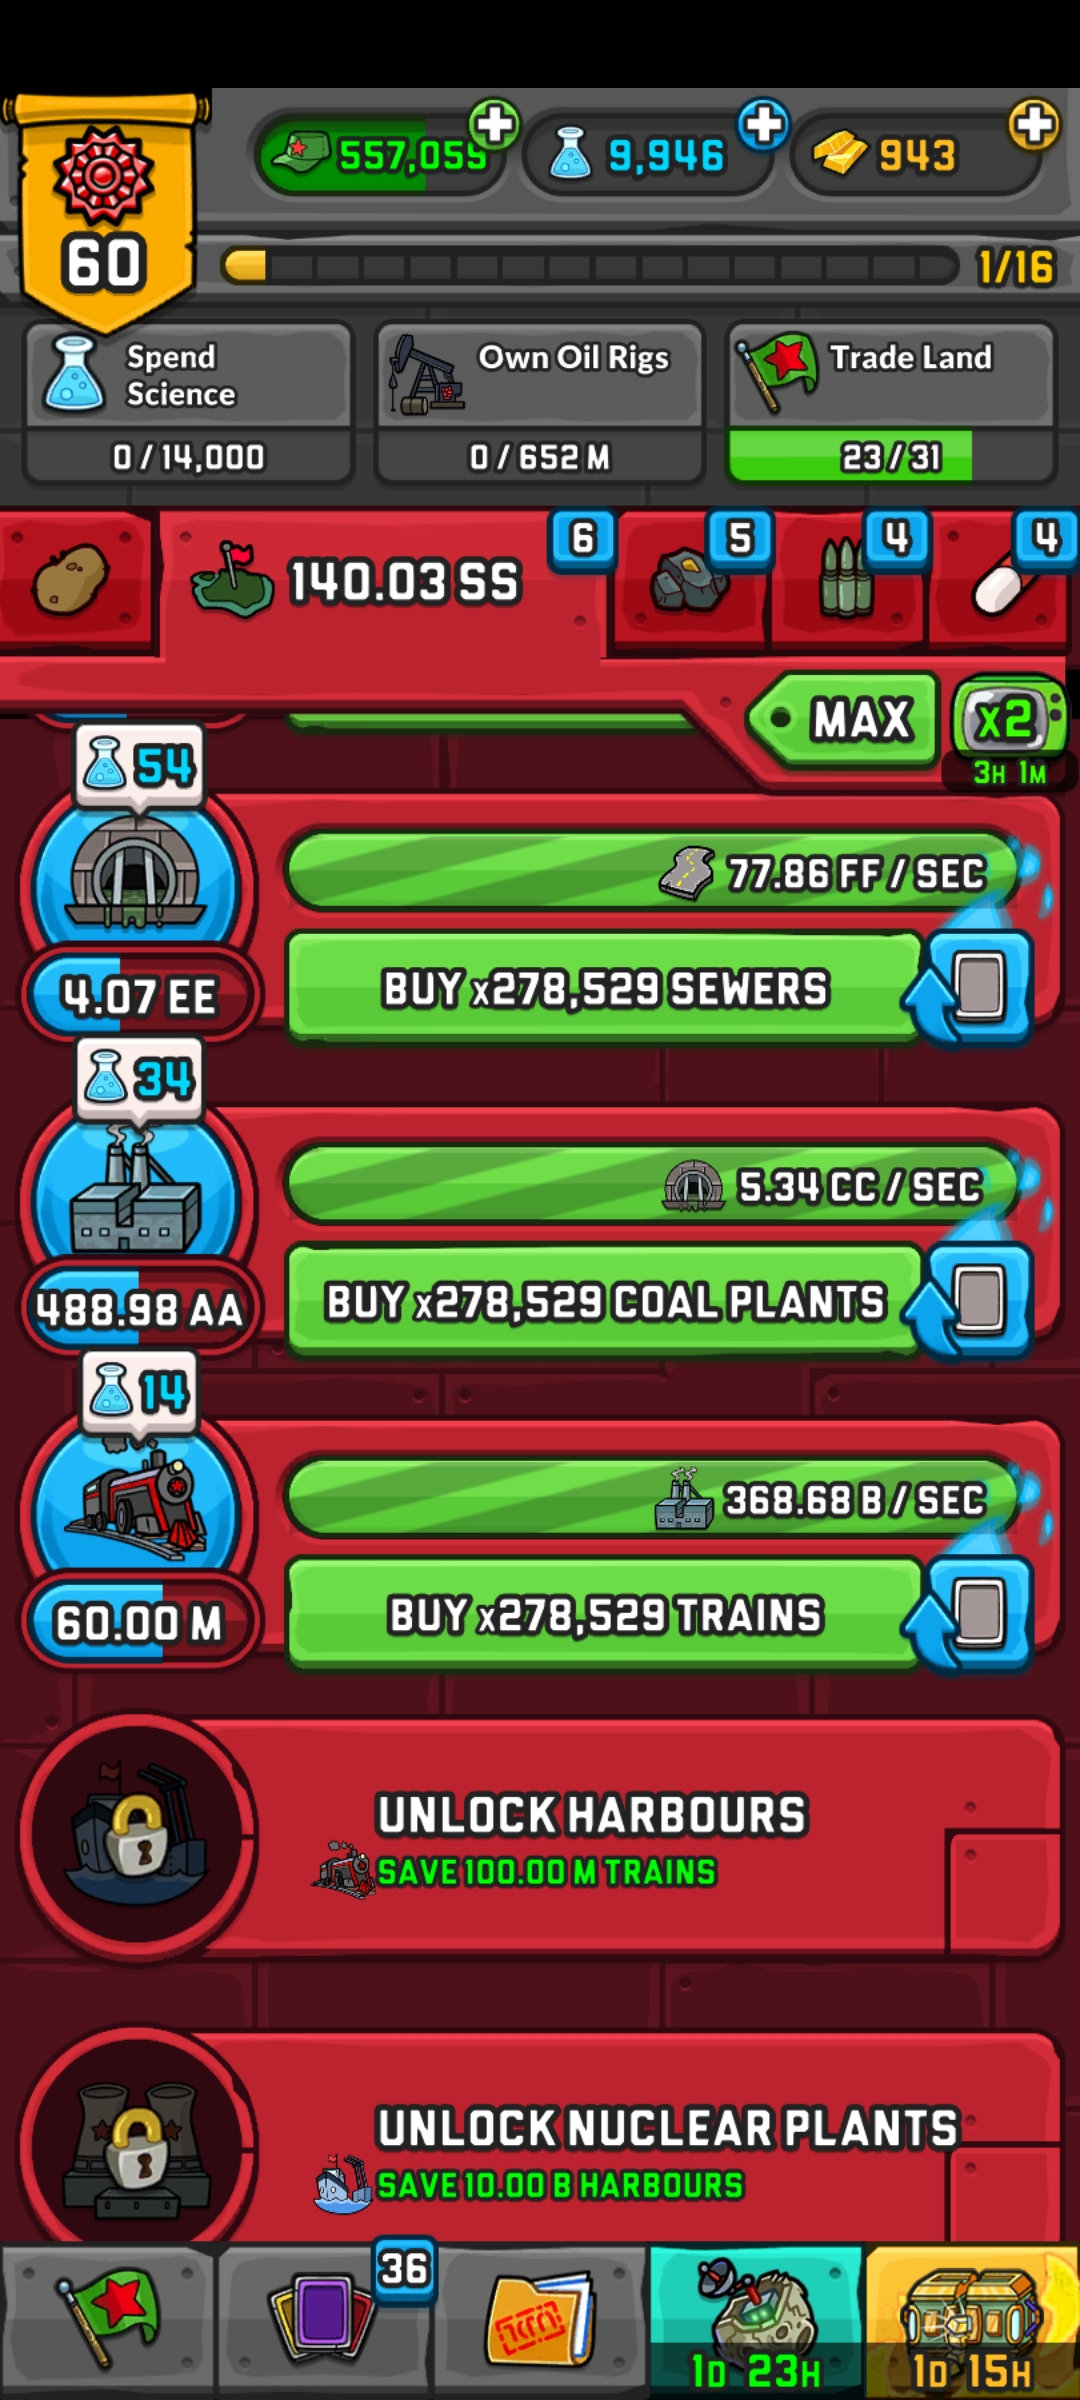 557,055
9,946
943
60
1/16
Spend
Science
0/14,000
Own Oil Rigs
0/652 M
Trade Land
23/31
140.03 SS
6
5
4
4
MAX
x2
3H 1M
54
77.86 FF/SEC
4.07 EE
BUY x278,529 SEWERS
34
5.34 CC/SEC
488.98 AA
BUY x278,529 COAL PLANTS
14
368.68 B/SEC
60.00 M
BUY x278,529 TRAINS
UNLOCK HARBOURS
SAVE 100.00 M TRAINS
UNLOCK NUCLEAR PLANTS
SAVE 10.00 B HARBOURS
36
1D 23H
1D 15H